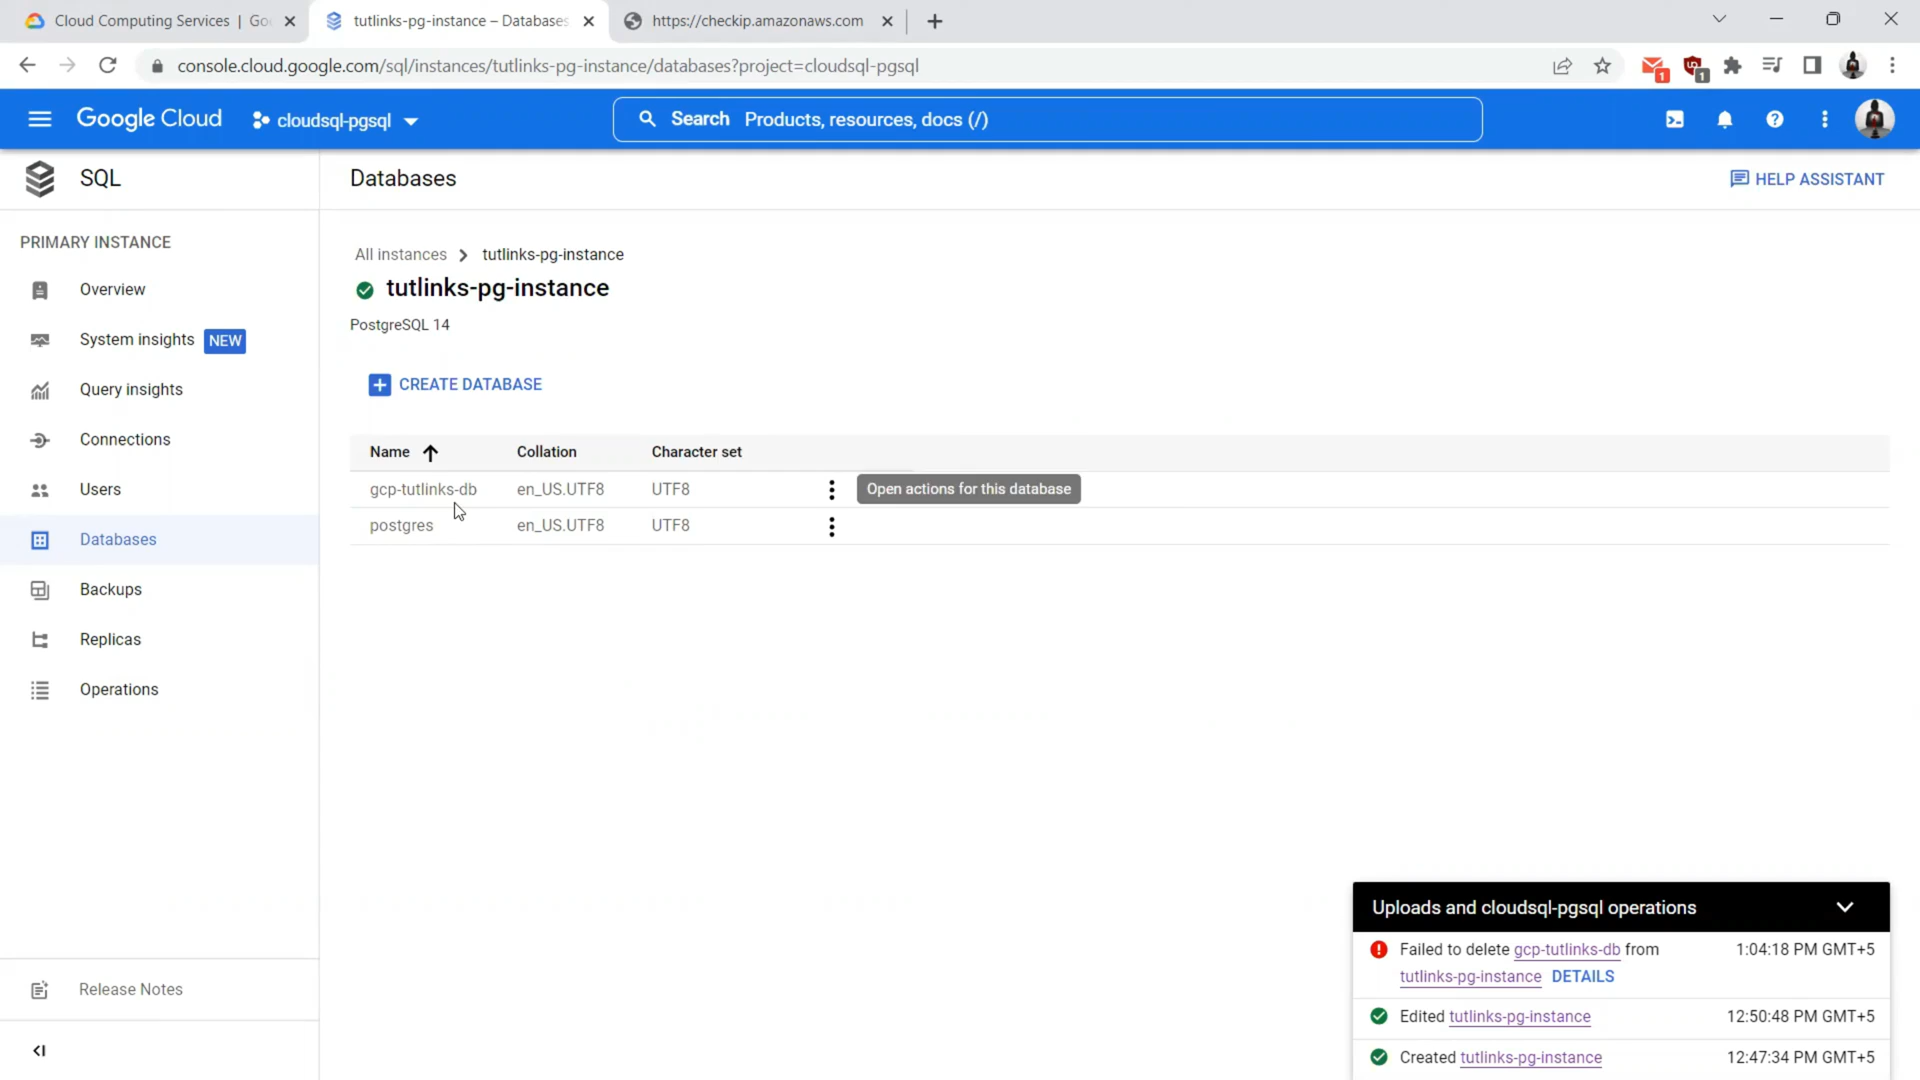 Cloud Computing Services | Go
tutlinks-pg-instance – Databases
https://checkip.amazonaws.com
console.cloud.google.com/sql/instances/tutlinks-pg-instance/databases?project=cloudsql-pgsql
1
1
Google Cloud
cloudsql-pgsql
Search Products, resources, docs (/)
SQL
Databases
HELP ASSISTANT
PRIMARY INSTANCE
Overview
System insights NEW
Query insights
Connections
Users
Databases
Backups
Replicas
Operations
Release Notes
All instances > tutlinks-pg-instance
tutlinks-pg-instance
PostgreSQL 14
CREATE DATABASE
Name Collation Character set
gcp-tutlinks-db en_US.UTF8 UTF8 Open actions for this database
postgres en_US.UTF8 UTF8
Uploads and cloudsql-pgsql operations
Failed to delete gcp-tutlinks-db from 1:04:18 PM GMT+5
tutlinks-pg-instance DETAILS
Edited tutlinks-pg-instance 12:50:48 PM GMT+5
Created tutlinks-pg-instance 12:47:34 PM GMT+5